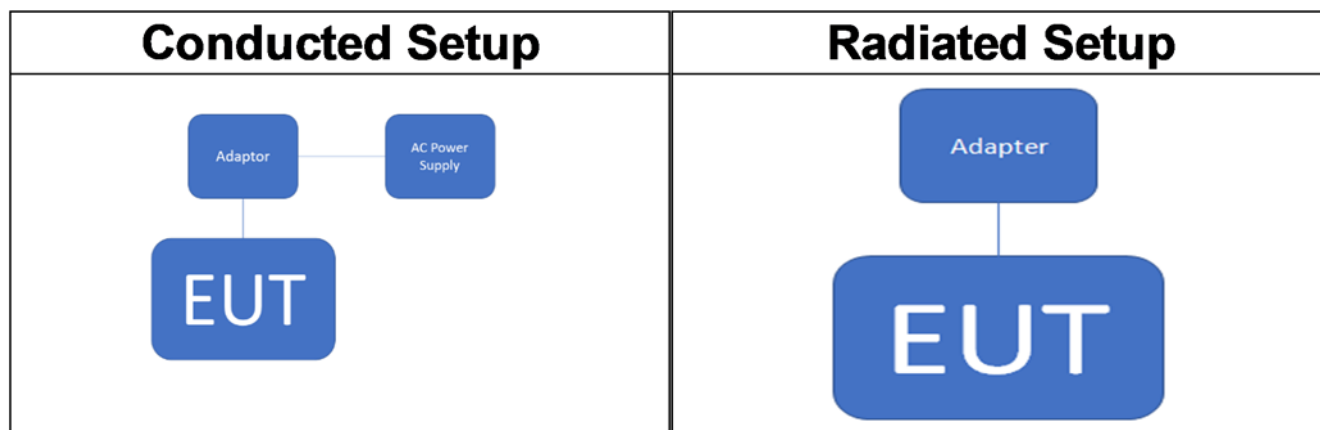 Conducted Setup
Radiated Setup
Adaptor
AC Power
Supply
EUT
Adapter
EUT